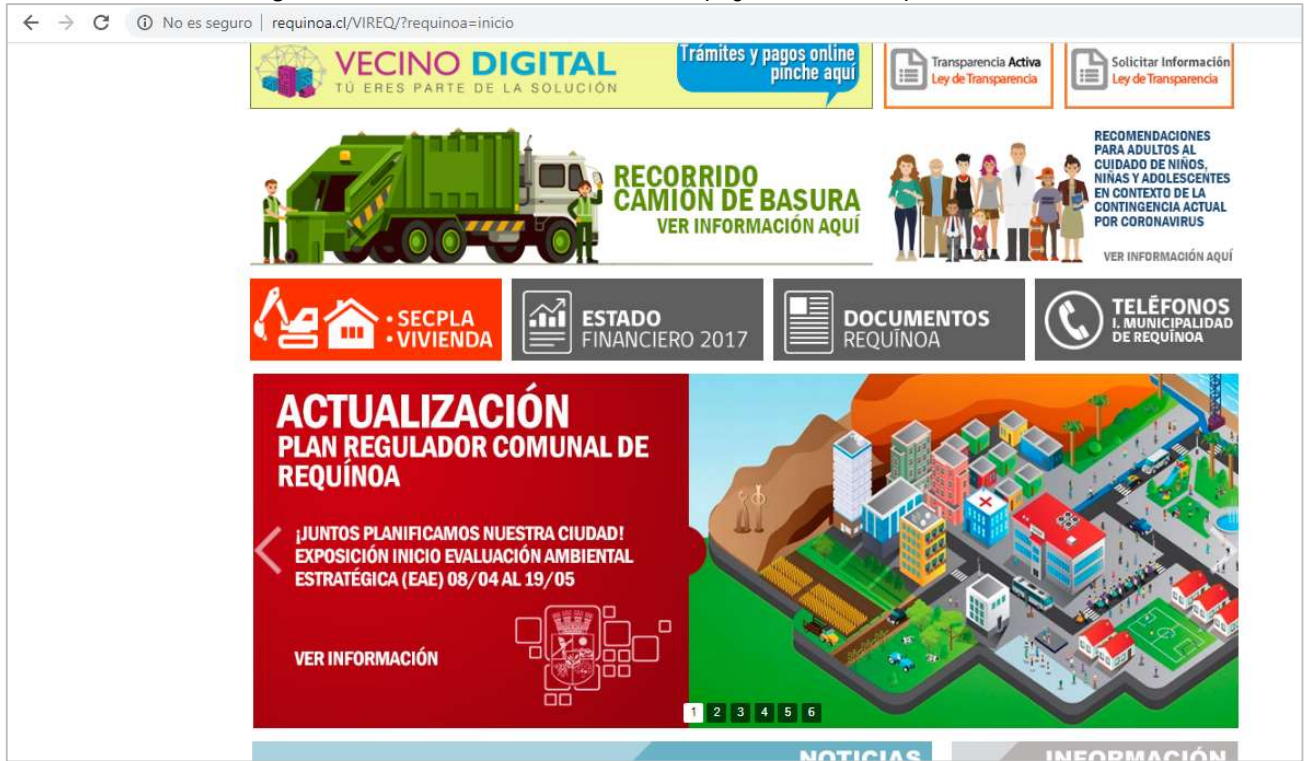 No es seguro | requinoa.cl/VIREQ/?requinoa=inicio
VECINO DIGITAL
TÚ ERES PARTE DE LA SOLUCIÓN
Trámites y pagos online
pinche aquí
Transparencia Activa
Ley de Transparencia
Solicitar Información
Ley de Transparencia
RECORRIDO
CAMIÓN DE BASURA
VER INFORMACIÓN AQUÍ
RECOMENDACIONES
PARA ADULTOS AL
CUIDADO DE NIÑOS,
NIÑAS Y ADOLESCENTES
EN CONTEXTO DE LA
CONTINGENCIA ACTUAL
POR CORONAVIRUS
VER INFORMACIÓN AQUÍ
• SECPLA
• VIVIENDA
ESTADO
FINANCIERO 2017
DOCUMENTOS
REQUÍNOA
TELÉFONOS
I. MUNICIPALIDAD
DE REQUÍNOA
ACTUALIZACIÓN
PLAN REGULADOR COMUNAL DE
REQUÍNOA
¡JUNTOS PLANIFICAMOS NUESTRA CIUDAD!
EXPOSICIÓN INICIO EVALUACIÓN AMBIENTAL
ESTRATÉGICA (EAE) 08/04 AL 19/05
VER INFORMACIÓN
1 2 3 4 5 6
NOTICIAS
INFORMACIÓN